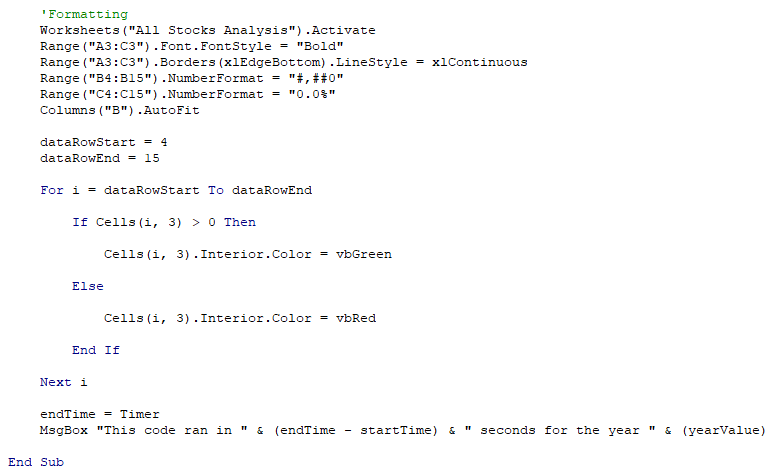 'Formatting
Worksheets("All Stocks Analysis").Activate
Range("A3:C3").Font.FontStyle = "Bold"
Range("A3:C3").Borders(xlEdgeBottom).LineStyle = xlContinuous
Range("B4:B15").NumberFormat = "#,##0"
Range("C4:C15").NumberFormat = "0.0%"
Columns("B").AutoFit
dataRowStart = 4
dataRowEnd = 15
For i = dataRowStart To dataRowEnd
If Cells(i, 3) > 0 Then
Cells(i, 3).Interior.Color = vbGreen
Else
Cells(i, 3).Interior.Color = vbRed
End If
Next i
endTime = Timer
MsgBox "This code ran in " & (endTime - startTime) & " seconds for the year " & (yearValue)
End Sub